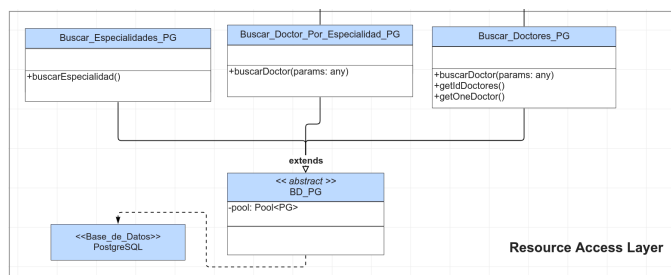 Buscar_Especialidades_PG
+buscarEspecialidad()
Buscar_Doctor_Por_Especialidad_PG
+buscarDoctor(params: any)
Buscar_Doctores_PG
+buscarDoctor(params: any)
+getIdDoctores()
+getOneDoctor()
extends
<< abstract >>
BD_PG
-pool: Pool<PG>
<<Base_de_Datos>>
PostgreSQL
Resource Access Layer